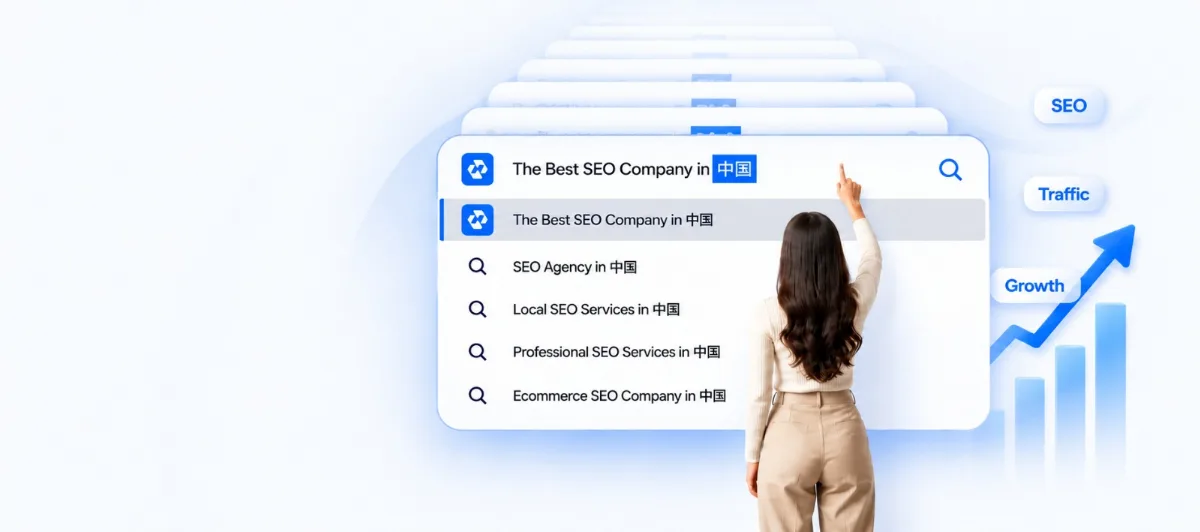 The Best SEO Company in 中国
The Best SEO Company in 中国
SEO Agency in 中国
Local SEO Services in 中国
Professional SEO Services in 中国
Ecommerce SEO Company in 中国
SEO
Traffic
Growth